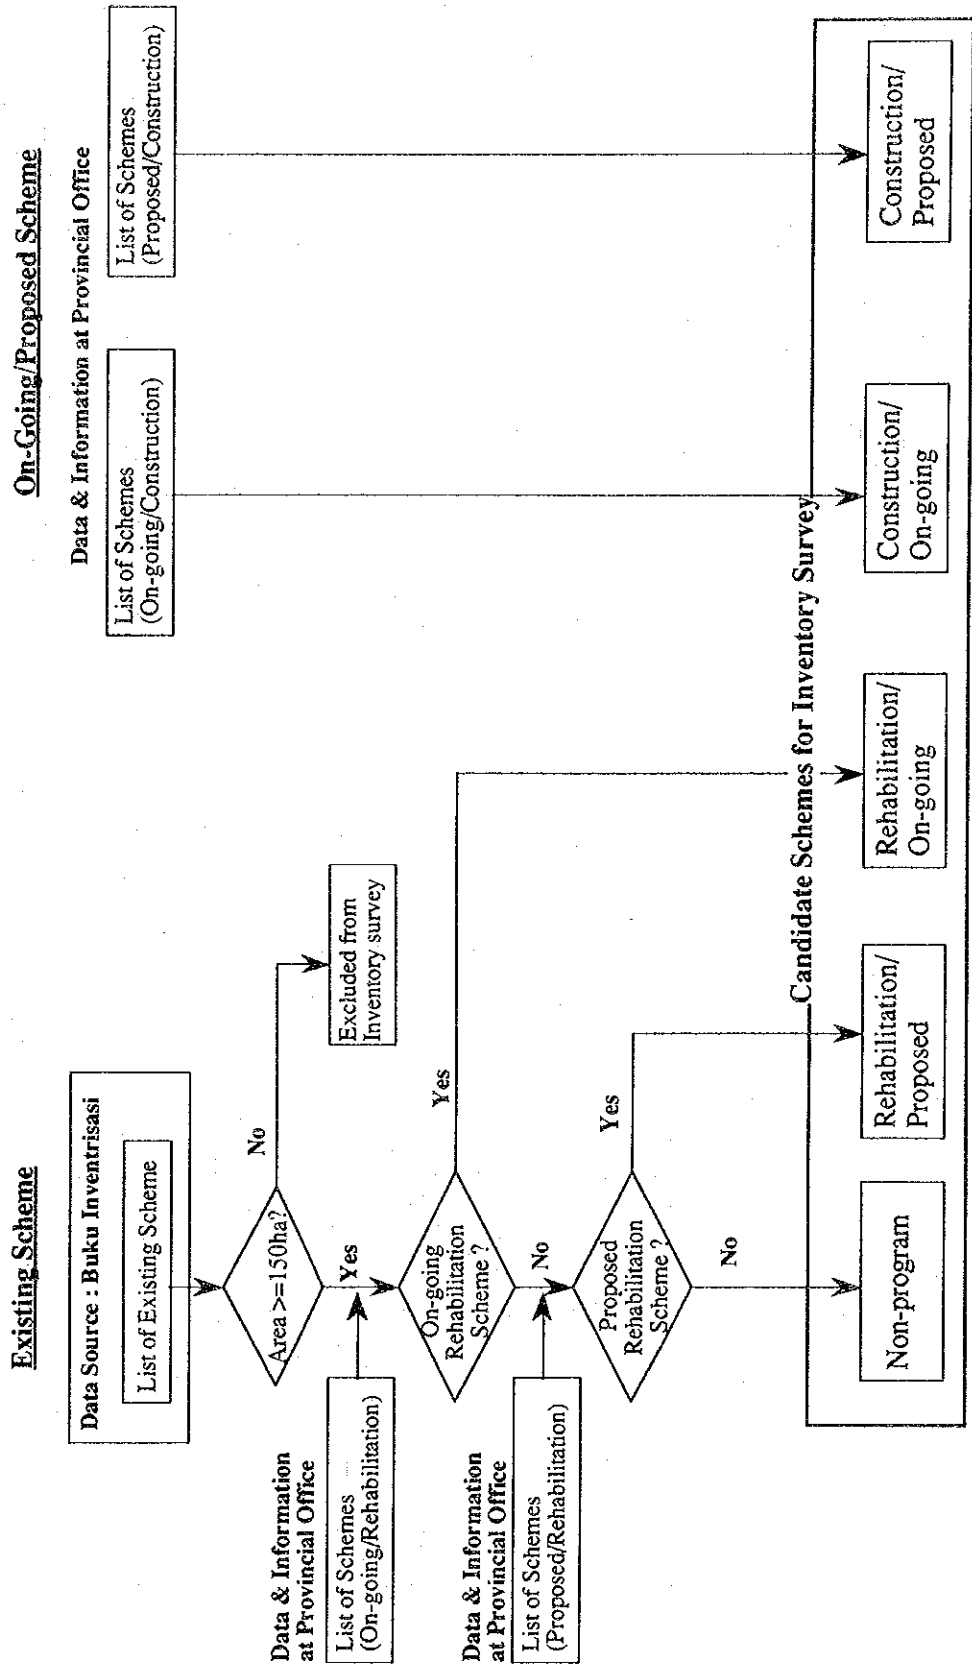 Existing Scheme
Data Source : Buku Inventrisasi
List of Existing Scheme
Area >=150ha?
No
Excluded from
Inventory survey
Yes
Data & Information
at Provincial Office
List of Schemes
(On-going/Rehabilitation)
On-going
Rehabilitation
Scheme ?
Yes
No
Data & Information
at Provincial Office
List of Schemes
(Proposed/Rehabilitation)
Proposed
Rehabilitation
Scheme ?
Yes
No
On-Going/Proposed Scheme
Data & Information at Provincial Office
List of Schemes
(On-going/Construction)
List of Schemes
(Proposed/Construction)
Candidate Schemes for Inventory Survey
Non-program
Rehabilitation/
Proposed
Rehabilitation/
On-going
Construction/
On-going
Construction/
Proposed